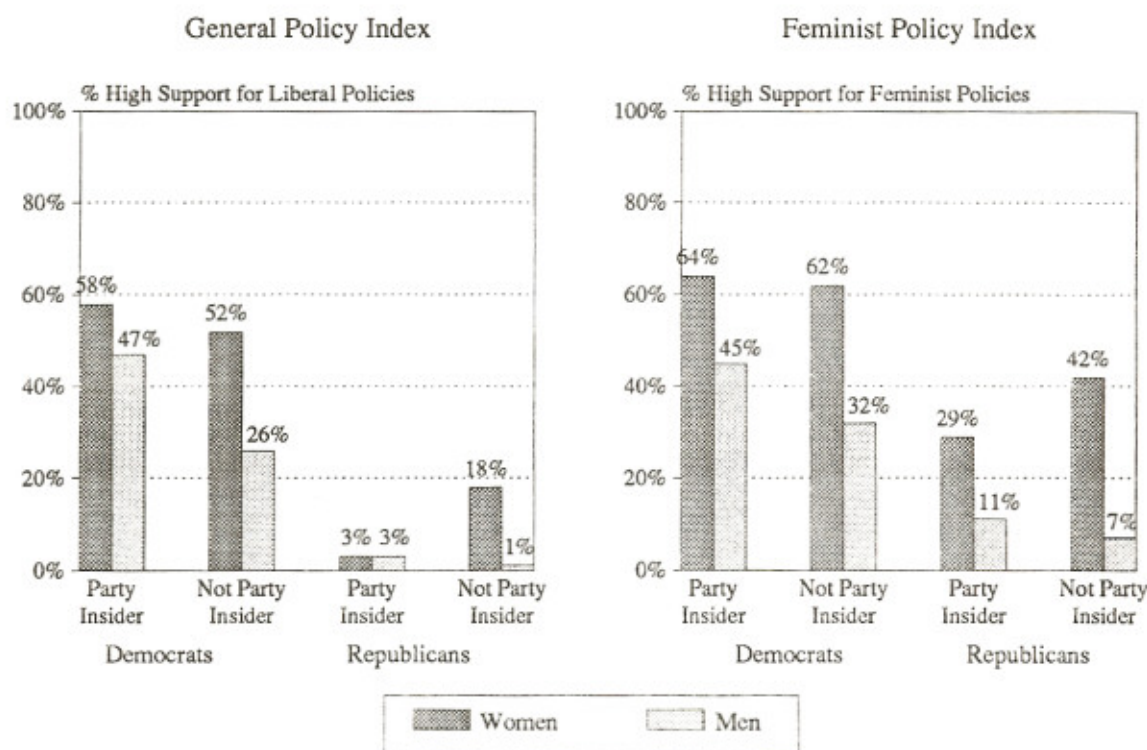 General Policy Index
% High Support for Liberal Policies
100%
80%
60%
40%
20%
0%
58%
47%
52%
26%
3%
3%
18%
1%
Party
Insider
Not Party
Insider
Party
Insider
Not Party
Insider
Democrats
Republicans
Feminist Policy Index
% High Support for Feminist Policies
100%
80%
60%
40%
20%
0%
64%
45%
62%
32%
29%
11%
42%
7%
Party
Insider
Not Party
Insider
Party
Insider
Not Party
Insider
Democrats
Republicans
Women
Men